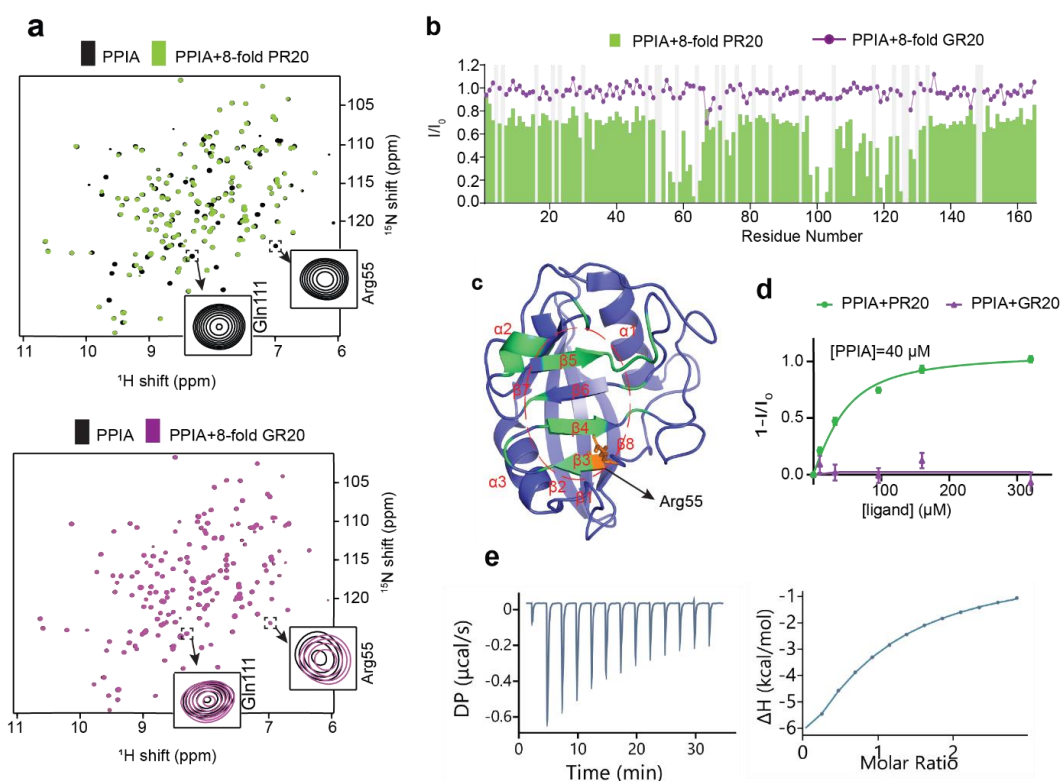 a
PPIA PPIA+8-fold PR20
105
110
115
120
¹⁵N shift (ppm)
Gln111
Arg55
11 10 9 8 7 6
¹H shift (ppm)
PPIA PPIA+8-fold GR20
105
110
115
120
¹⁵N shift (ppm)
Gln111
Arg55
11 10 9 8 7 6
¹H shift (ppm)
b
PPIA+8-fold PR20 PPIA+8-fold GR20
I/I₀
1.2
1.0
0.8
0.6
0.4
0.2
0.0
20 40 60 80 100 120 140 160
Residue Number
c
α2
α1
β5
β7
β6
β4
β8
β3
α3
β2
β1
Arg55
d
PPIA+PR20 PPIA+GR20
[PPIA]=40 μM
1−I/I₀
1.0
0.5
0.0
100 200 300
[ligand] (μM)
e
DP (μcal/s)
0
-0.2
-0.4
-0.6
0 10 20 30
Time (min)
ΔH (kcal/mol)
-1
-2
-3
-4
-5
-6
0 1 2
Molar Ratio